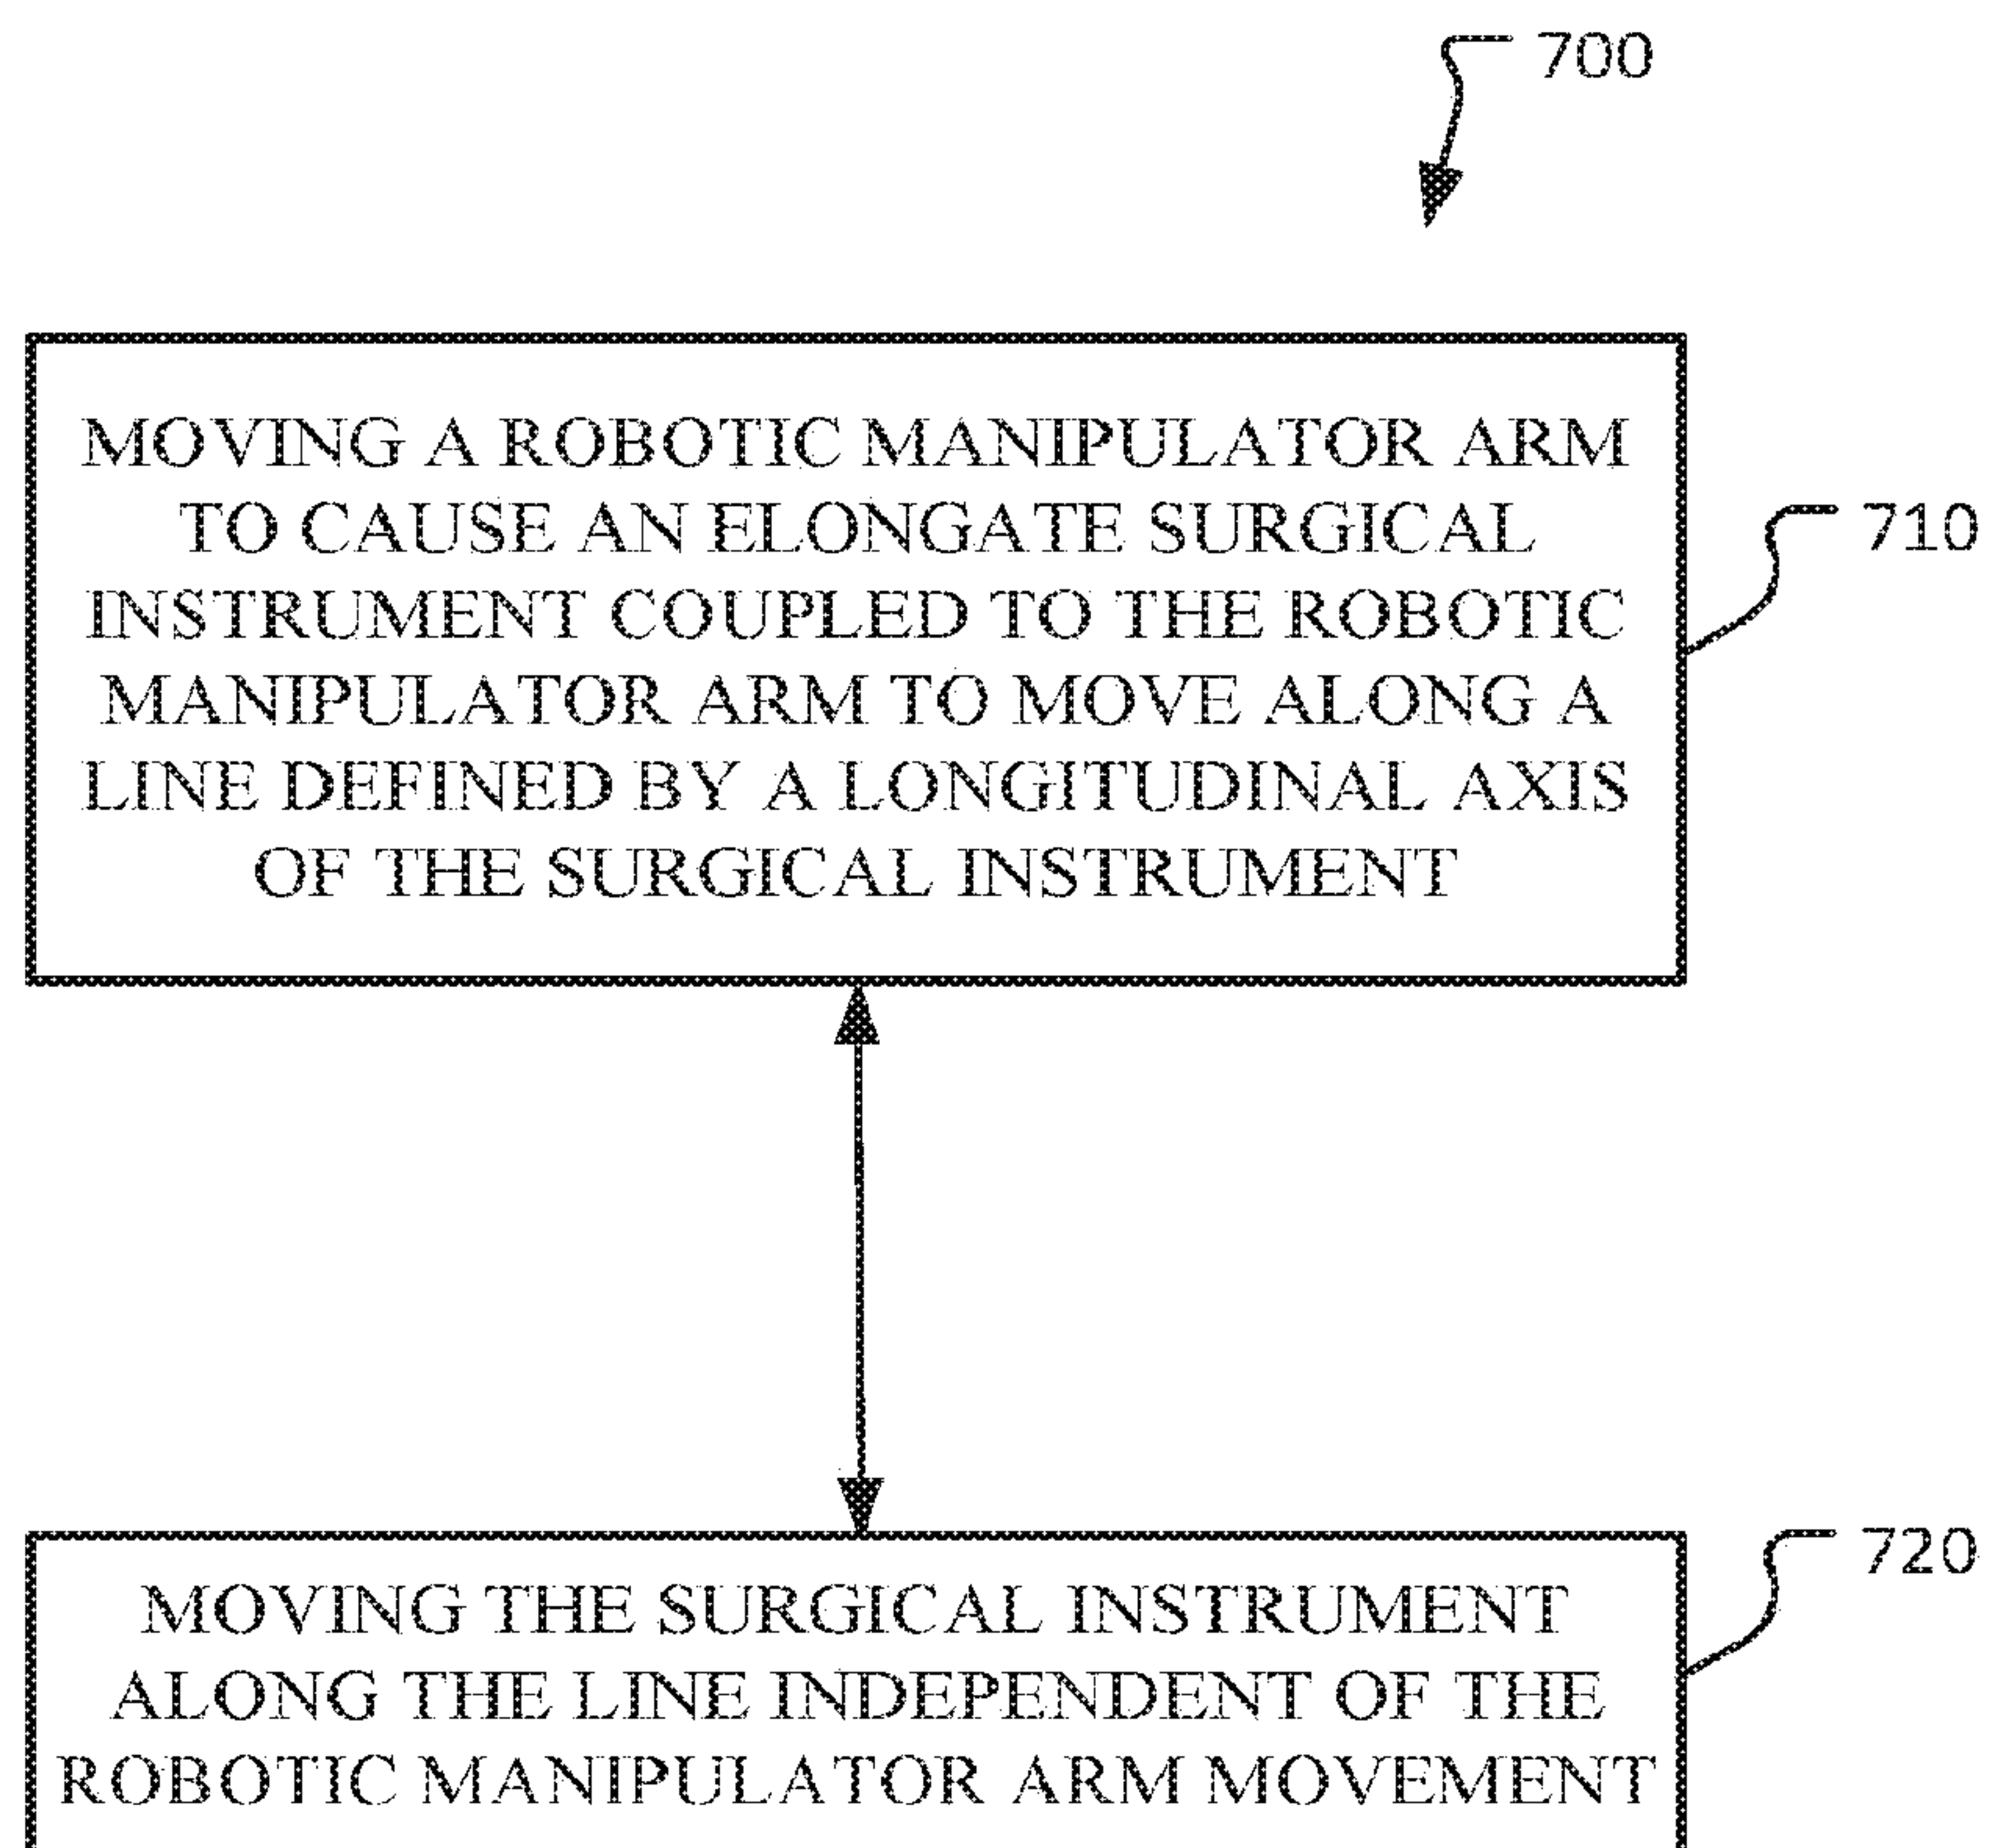 700
MOVING A ROBOTIC MANIPULATOR ARM
TO CAUSE AN ELONGATE SURGICAL
INSTRUMENT COUPLED TO THE ROBOTIC
MANIPULATOR ARM TO MOVE ALONG A
LINE DEFINED BY A LONGITUDINAL AXIS
OF THE SURGICAL INSTRUMENT
710
MOVING THE SURGICAL INSTRUMENT
ALONG THE LINE INDEPENDENT OF THE
ROBOTIC MANIPULATOR ARM MOVEMENT
720